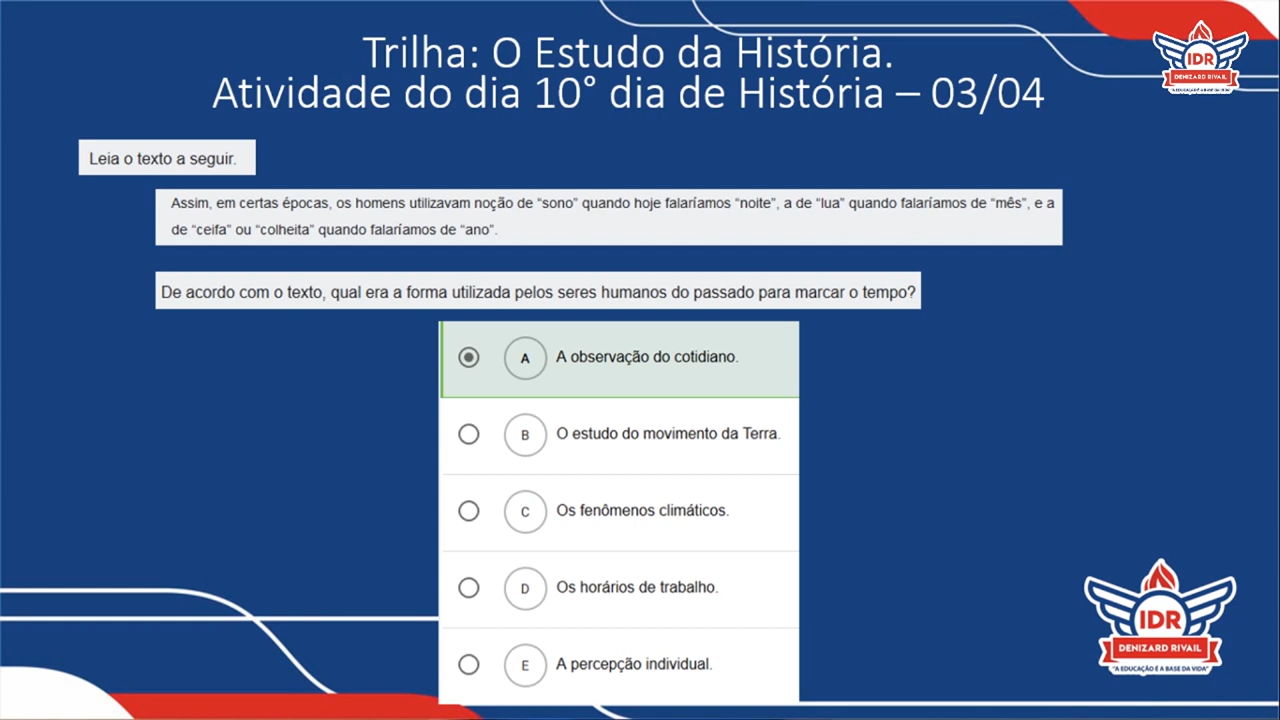 Trilha: O Estudo da História.
Atividade do dia 10° dia de História – 03/04
IDR
DENIZARD RIVAIL
"A EDUCAÇÃO É A BASE DA VIDA"
Leia o texto a seguir.
Assim, em certas épocas, os homens utilizavam noção de “sono” quando hoje falaríamos “noite”, a de “lua” quando falaríamos de “mês”, e a
de “ceifa” ou “colheita” quando falaríamos de “ano”.
De acordo com o texto, qual era a forma utilizada pelos seres humanos do passado para marcar o tempo?
A A observação do cotidiano.
B O estudo do movimento da Terra.
C Os fenômenos climáticos.
D Os horários de trabalho.
E A percepção individual.
IDR
DENIZARD RIVAIL
"A EDUCAÇÃO É A BASE DA VIDA"